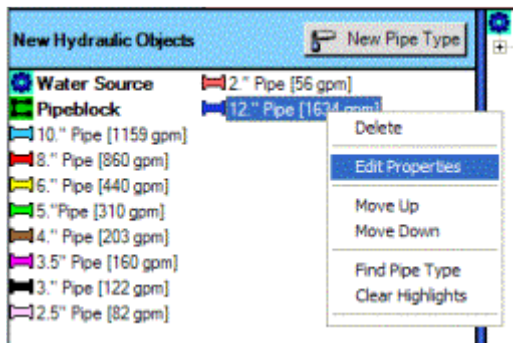 New Hydraulic Objects
New Pipe Type
Water Source
Pipeblock
10." Pipe [1159 gpm]
8." Pipe [860 gpm]
6." Pipe [440 gpm]
5."Pipe [310 gpm]
4." Pipe [203 gpm]
3.5" Pipe [160 gpm]
3." Pipe [122 gpm]
2.5" Pipe [82 gpm]
2." Pipe [56 gpm]
12." Pipe [1634 gpm]
Delete
Edit Properties
Move Up
Move Down
Find Pipe Type
Clear Highlights